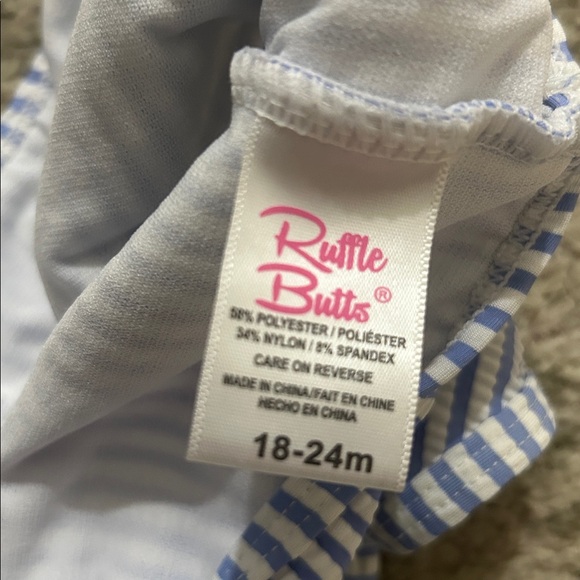 Ruffle
Butts®
58% POLYESTER / POLIÉSTER
34% NYLON / 8% SPANDEX
CARE ON REVERSE
MADE IN CHINA/FAIT EN CHINE
HECHO EN CHINA
18-24m